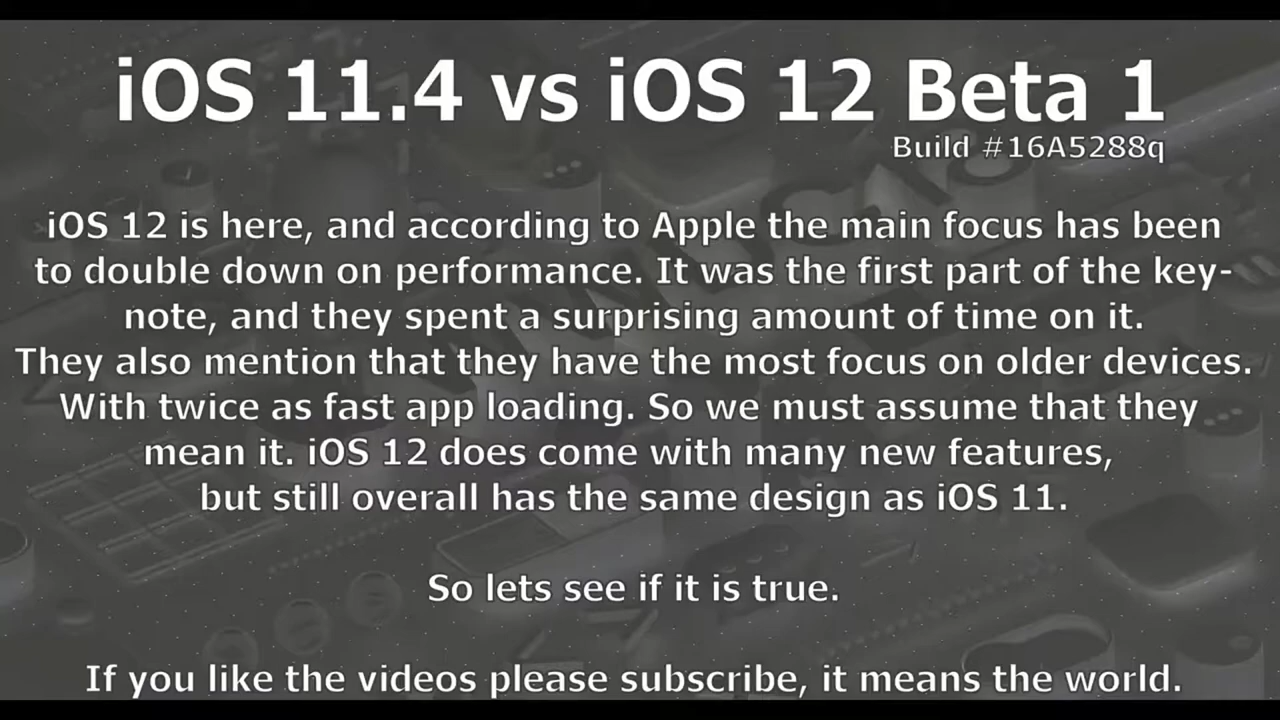 iOS 11.4 vs iOS 12 Beta 1
Build #16A5288q
iOS 12 is here, and according to Apple the main focus has been
to double down on performance. It was the first part of the key-
note, and they spent a surprising amount of time on it.
They also mention that they have the most focus on older devices.
With twice as fast app loading. So we must assume that they
mean it. iOS 12 does come with many new features,
but still overall has the same design as iOS 11.
So lets see if it is true.
If you like the videos please subscribe, it means the world.